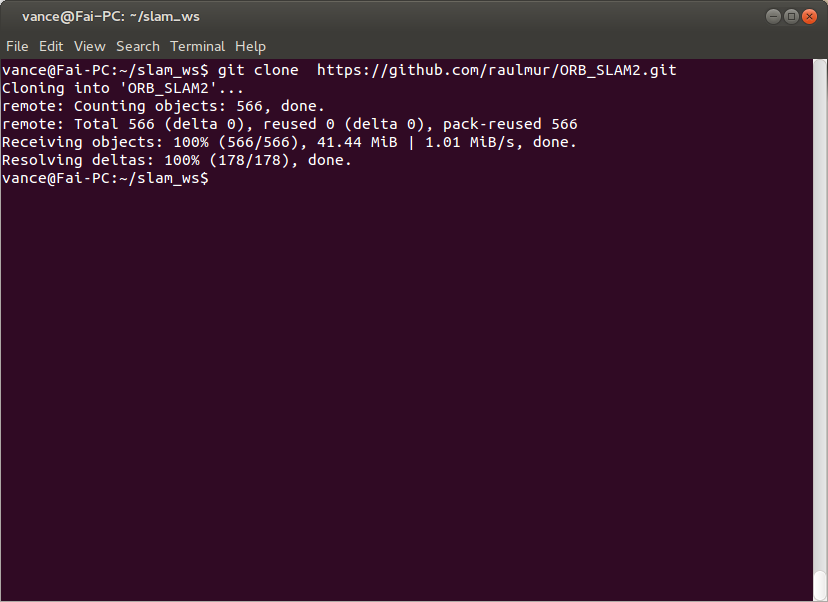 vance@Fai-PC: ~/slam_ws
File Edit View Search Terminal Help
vance@Fai-PC:~/slam_ws$ git clone  https://github.com/raulmur/ORB_SLAM2.git
Cloning into 'ORB_SLAM2'...
remote: Counting objects: 566, done.
remote: Total 566 (delta 0), reused 0 (delta 0), pack-reused 566
Receiving objects: 100% (566/566), 41.44 MiB | 1.01 MiB/s, done.
Resolving deltas: 100% (178/178), done.
vance@Fai-PC:~/slam_ws$